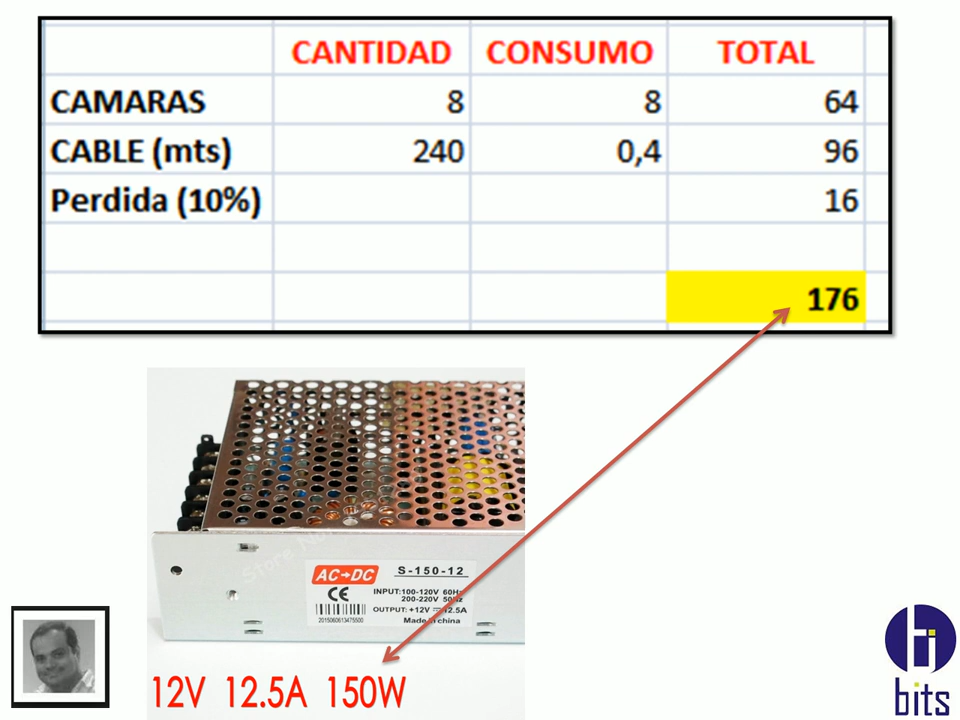 CANTIDAD CONSUMO TOTAL
CAMARAS 8 8 64
CABLE (mts) 240 0,4 96
Perdida (10%) 16
176
AC→DC
S-150-12
CE
INPUT:100-120V 60Hz
200-220V 50Hz
OUTPUT: +12V 12.5A
2015060613475500
Made in china
12V 12.5A 150W
bits